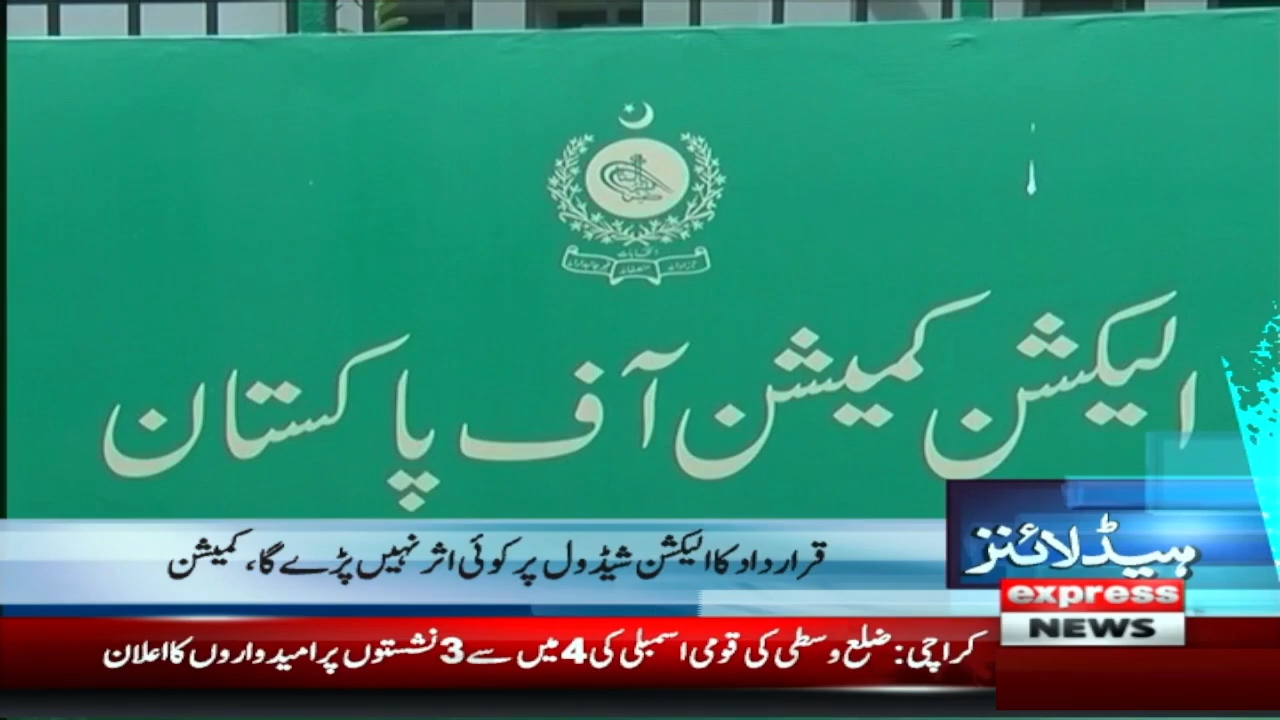 الیکشن کمیشن آف پاکستان
ہیڈلائنز
قرارداد کا الیکشن شیڈول پر کوئی اثر نہیں پڑے گا، کمیشن
express
NEWS
کراچی: ضلع وسطی کی قومی اسمبلی کی 4 میں سے 3 نشستوں پر امیدواروں کا اعلان